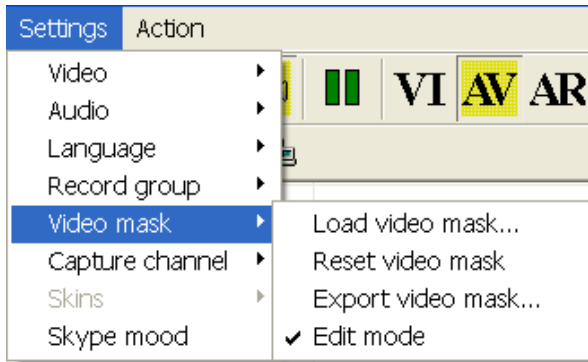 Settings Action
VI AV AR
Video
Audio
Language
Record group
Video mask
Capture channel
Skins
Skype mood
Load video mask...
Reset video mask
Export video mask...
Edit mode